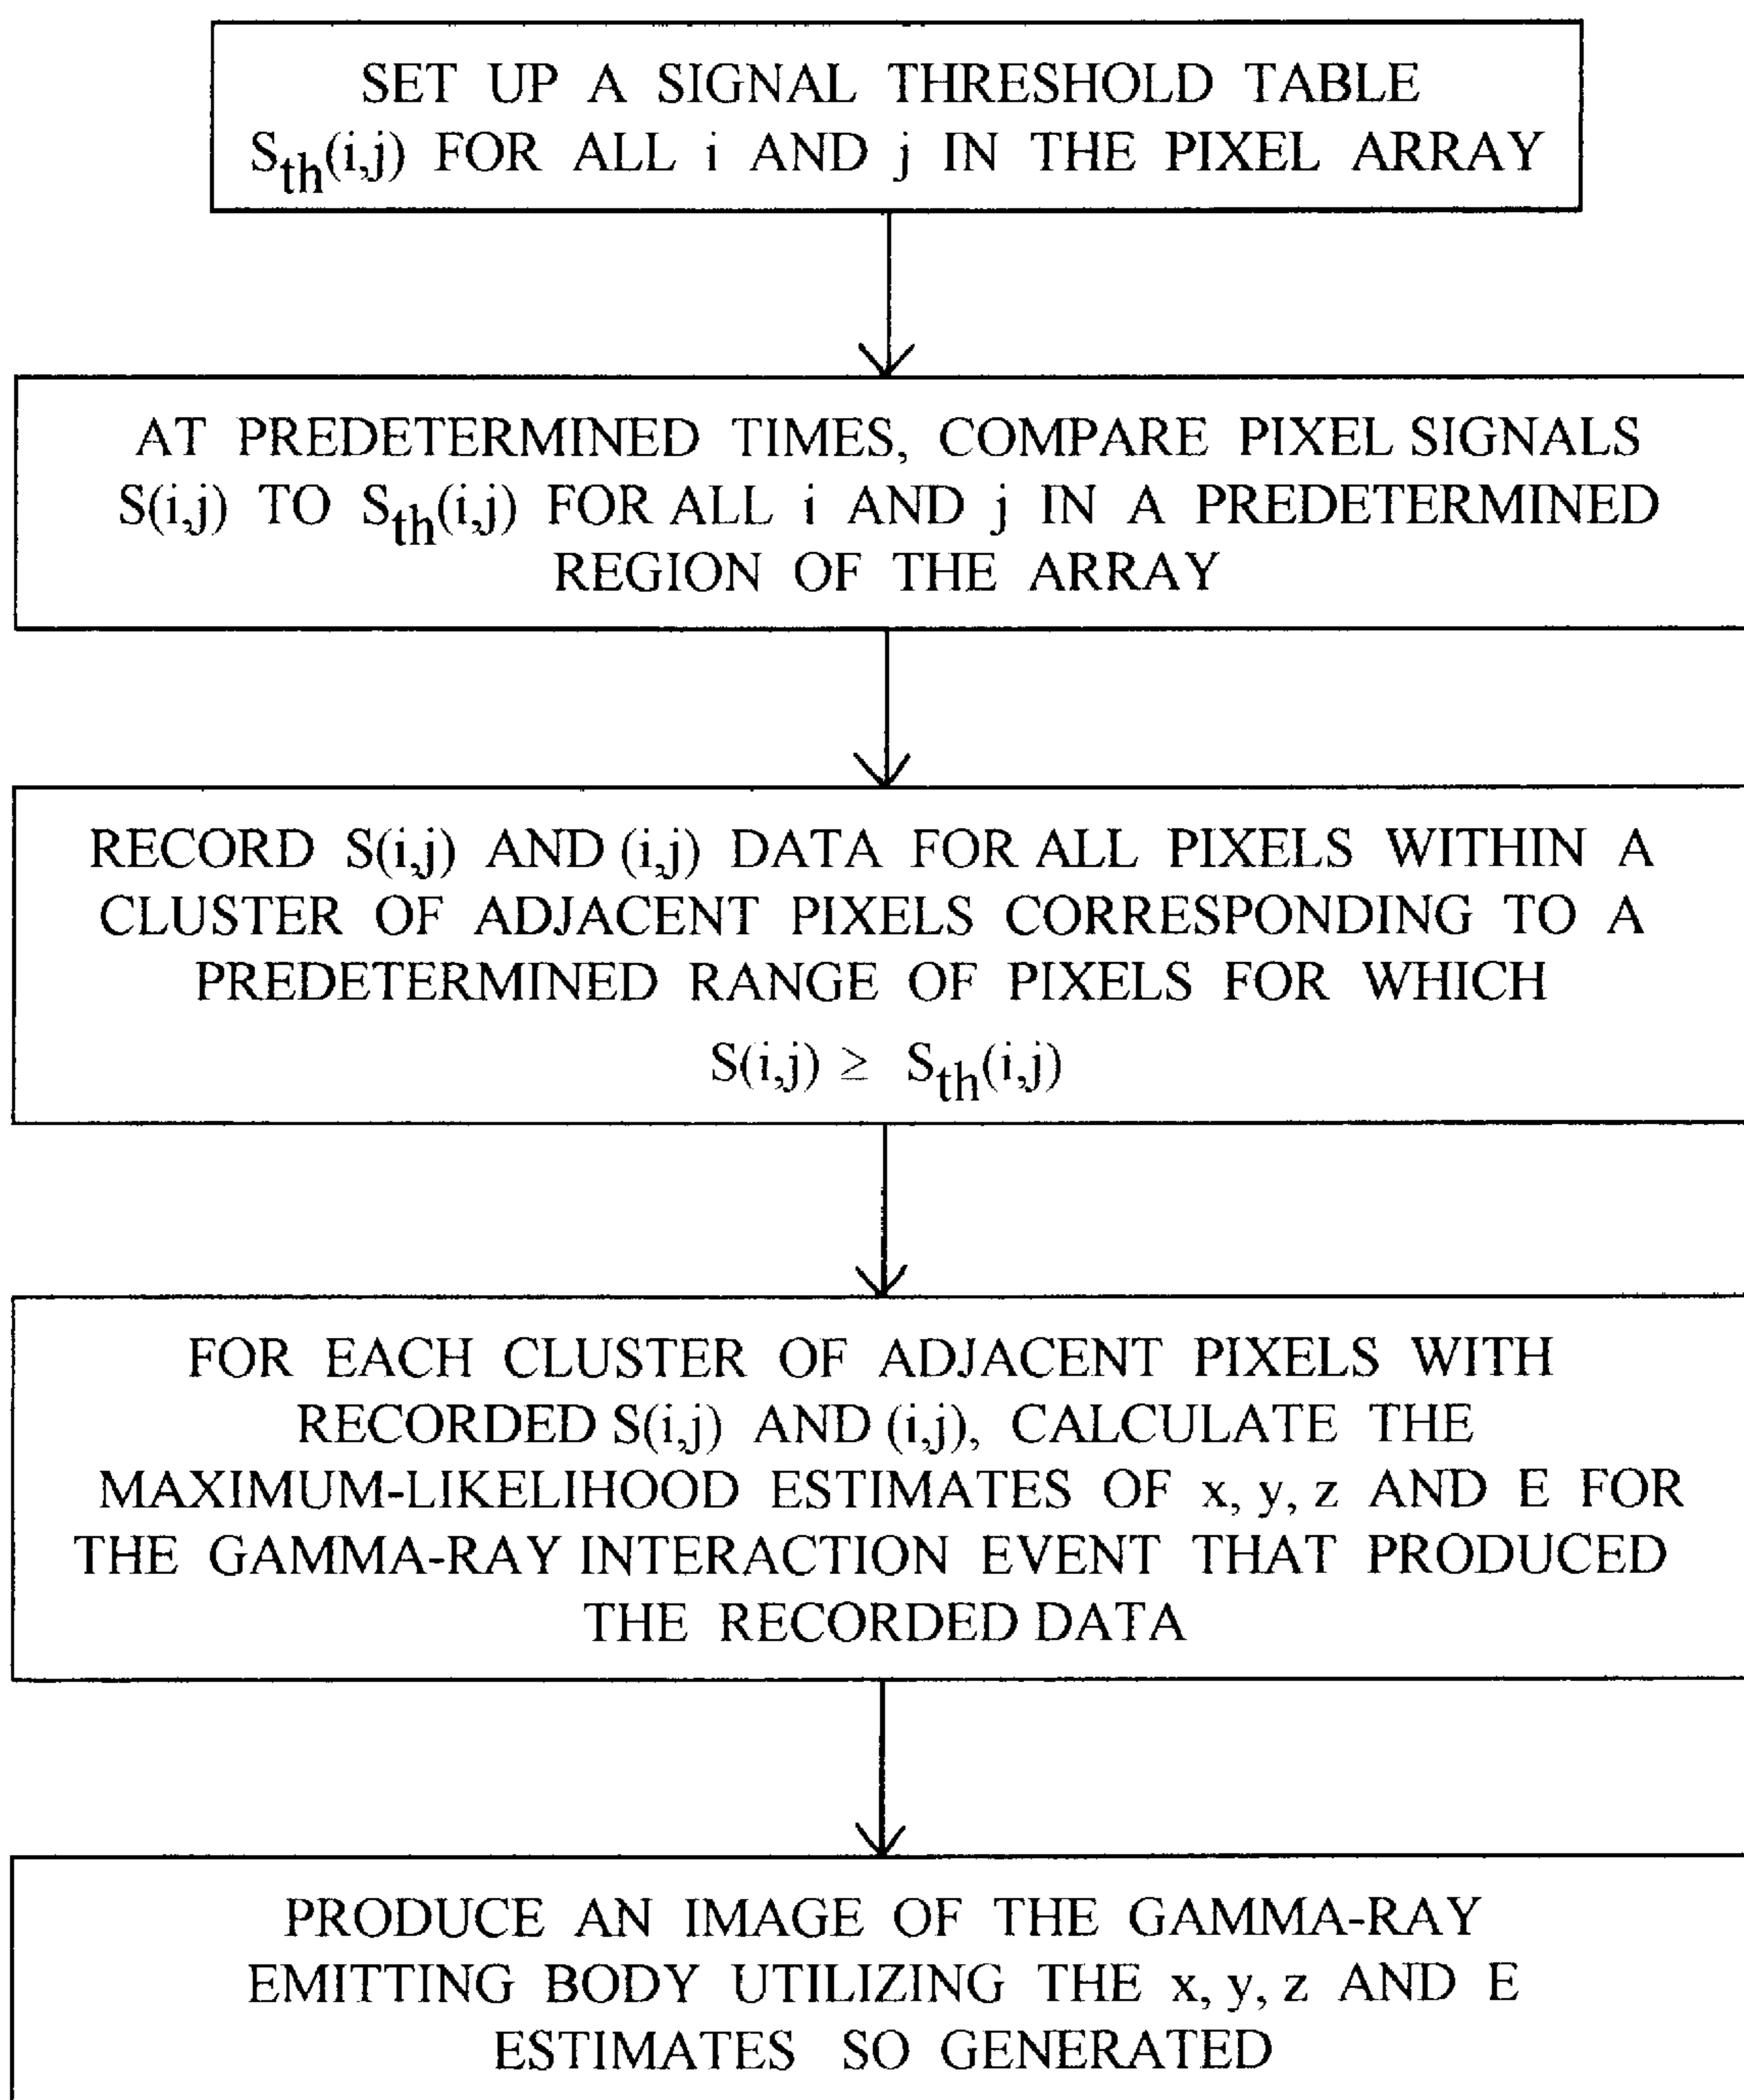 SET UP A SIGNAL THRESHOLD TABLE
Sth(i,j) FOR ALL i AND j IN THE PIXEL ARRAY
AT PREDETERMINED TIMES, COMPARE PIXEL SIGNALS
S(i,j) TO Sth(i,j) FOR ALL i AND j IN A PREDETERMINED
REGION OF THE ARRAY
RECORD S(i,j) AND (i,j) DATA FOR ALL PIXELS WITHIN A
CLUSTER OF ADJACENT PIXELS CORRESPONDING TO A
PREDETERMINED RANGE OF PIXELS FOR WHICH
S(i,j) ≥ Sth(i,j)
FOR EACH CLUSTER OF ADJACENT PIXELS WITH
RECORDED S(i,j) AND (i,j), CALCULATE THE
MAXIMUM-LIKELIHOOD ESTIMATES OF x, y, z AND E FOR
THE GAMMA-RAY INTERACTION EVENT THAT PRODUCED
THE RECORDED DATA
PRODUCE AN IMAGE OF THE GAMMA-RAY
EMITTING BODY UTILIZING THE x, y, z AND E
ESTIMATES SO GENERATED